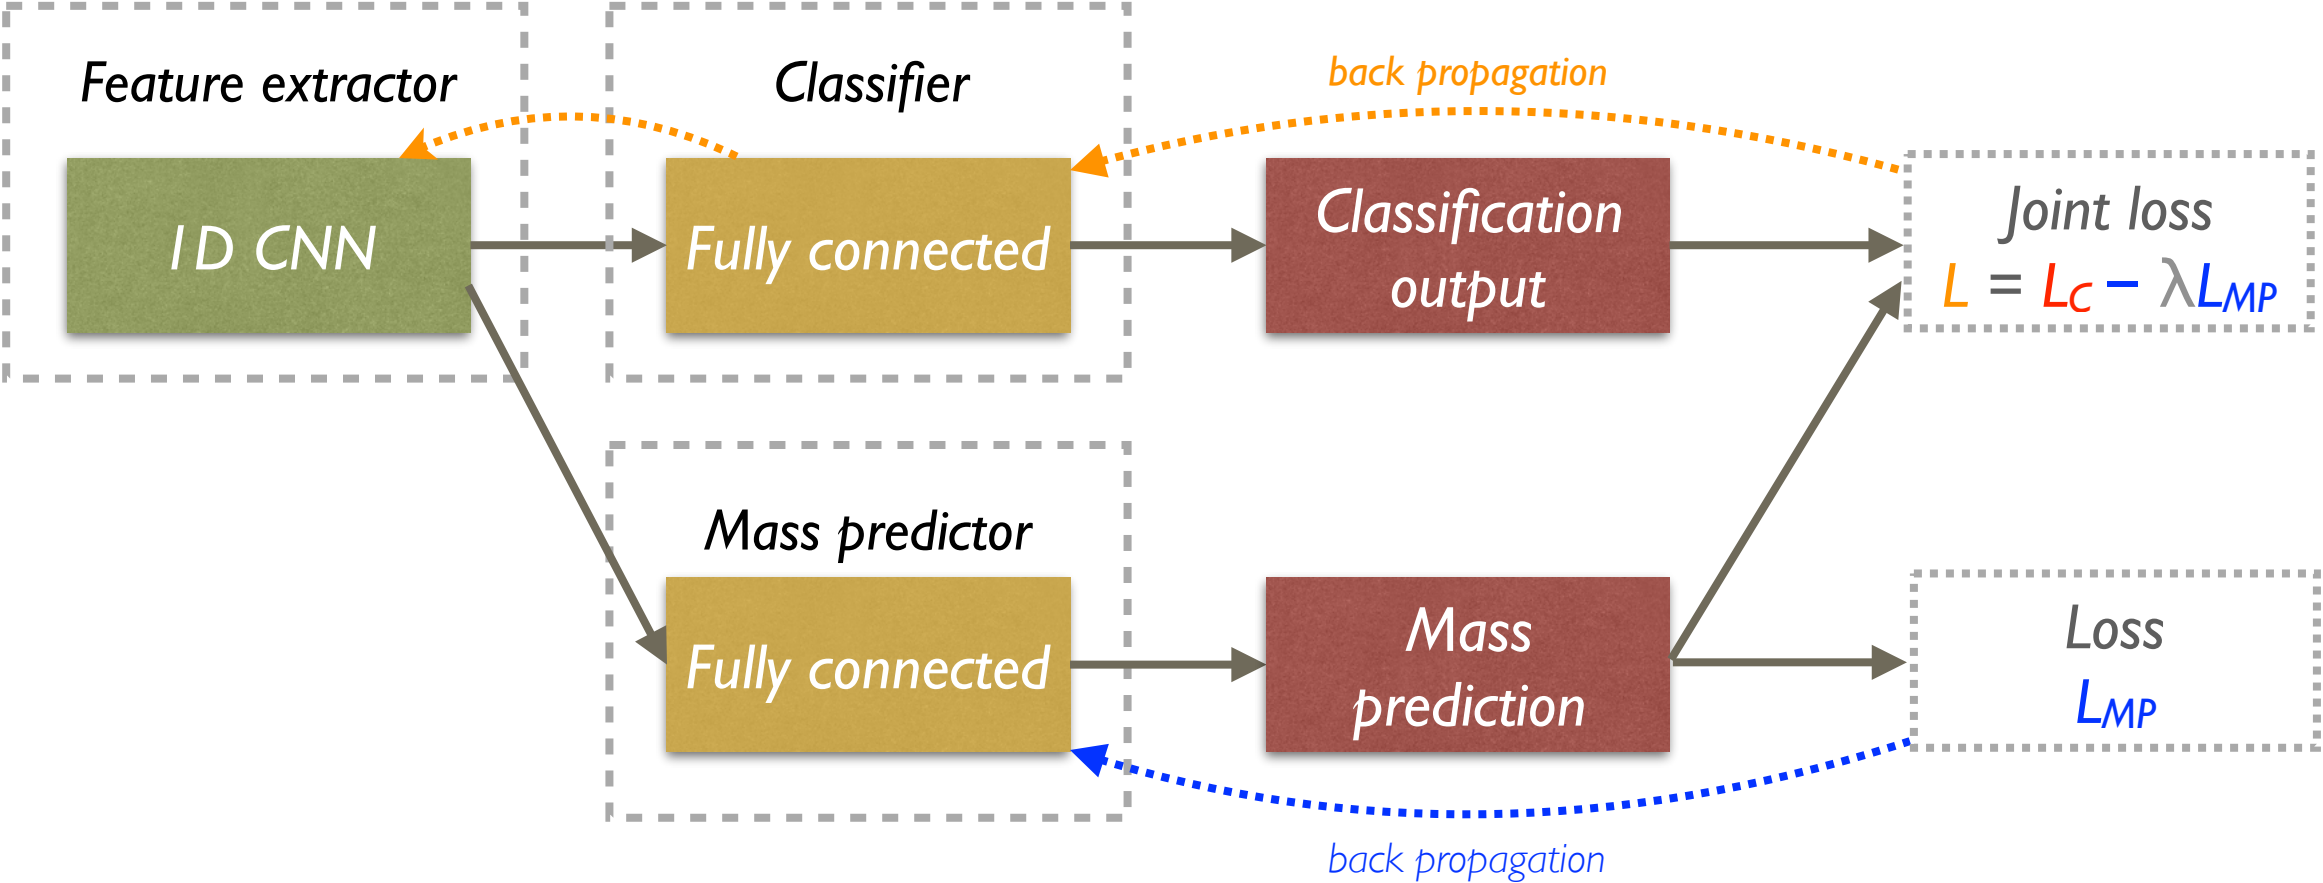 Feature extractor
Classifier
back propagation
1D CNN
Fully connected
Classification
output
Joint loss
L = LC – λLMP
Mass predictor
Fully connected
Mass
prediction
Loss
LMP
back propagation